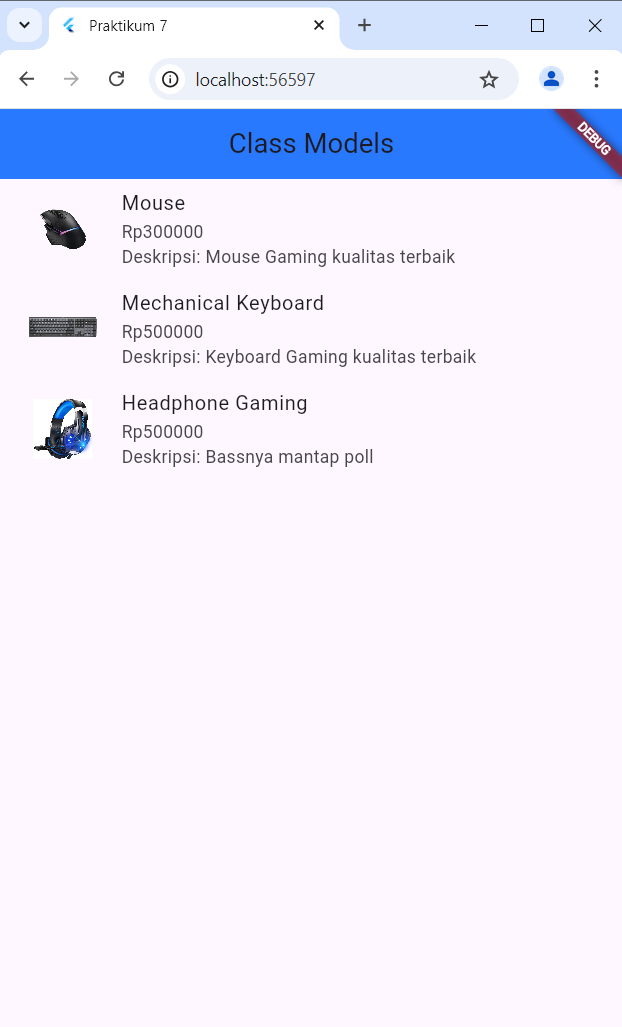 Praktikum 7
localhost:56597
Class Models
DEBUG
Mouse
Rp300000
Deskripsi: Mouse Gaming kualitas terbaik
Mechanical Keyboard
Rp500000
Deskripsi: Keyboard Gaming kualitas terbaik
Headphone Gaming
Rp500000
Deskripsi: Bassnya mantap poll